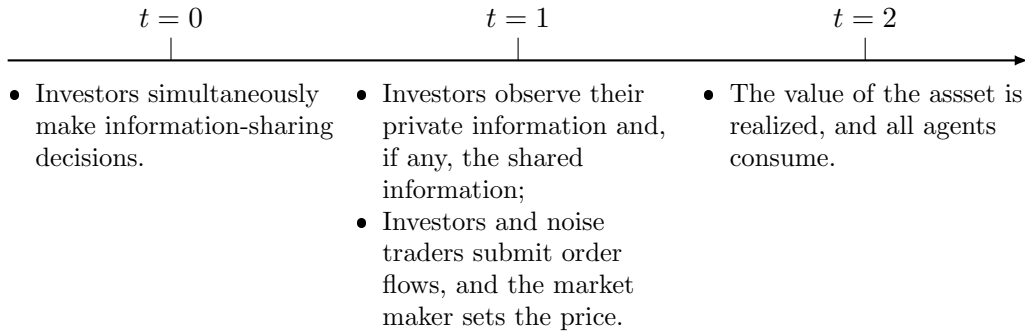 t = 0
t = 1
t = 2
• Investors simultaneously
make information-sharing
decisions.
• Investors observe their
private information and,
if any, the shared
information;
• Investors and noise
traders submit order
flows, and the market
maker sets the price.
• The value of the assset is
realized, and all agents
consume.